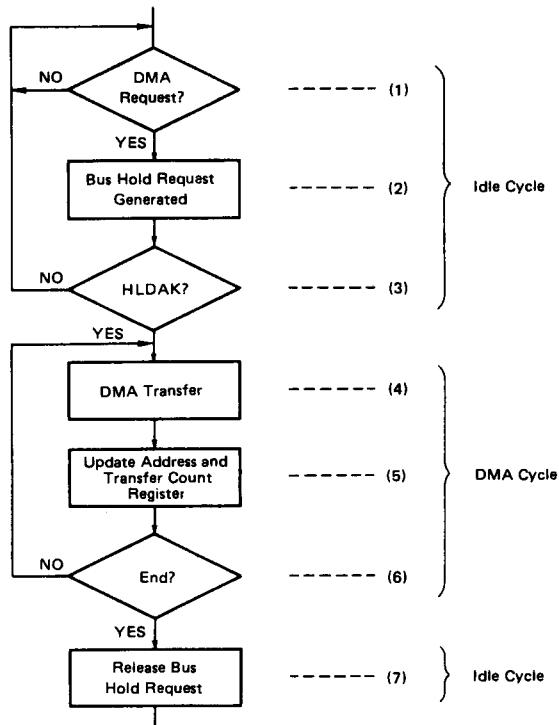 DMA
Request?
NO
(1)
YES
Bus Hold Request
Generated
(2)
Idle Cycle
NO
HLDAK?
(3)
YES
DMA Transfer
(4)
Update Address and
Transfer Count
Register
(5)
DMA Cycle
NO
End?
(6)
YES
Release Bus
Hold Request
(7)
Idle Cycle